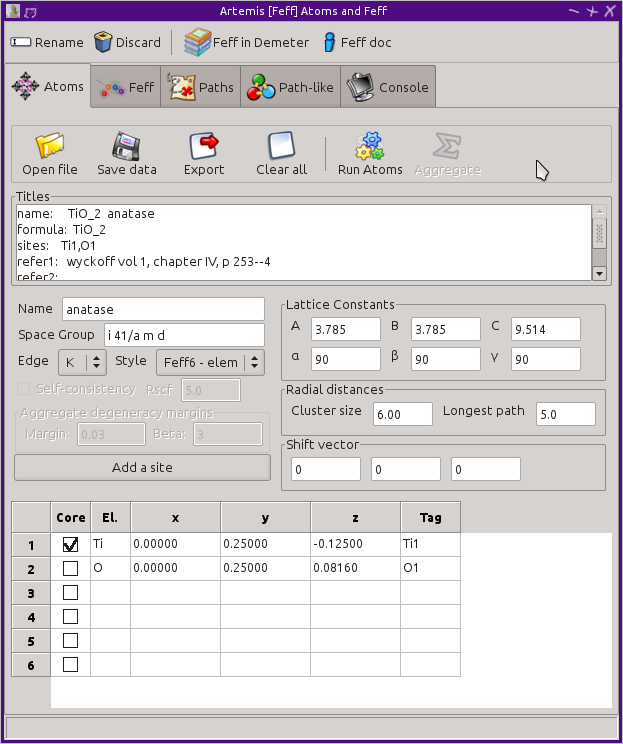 Artemis [Feff] Atoms and Feff
Rename Discard Feff in Demeter Feff doc
Atoms Feff Paths Path-like Console
Open file Save data Export Clear all Run Atoms Aggregate
Titles
name: TiO_2 anatase
formula: TiO_2
sites: Ti1,O1
refer1: wyckoff vol 1, chapter IV, p 253--4
refer2:
Name anatase
Space Group i 41/a m d
Edge K Style Feff6 - elem
Self-consistency Rscf 5.0
Aggregate degeneracy margins
Margin: 0.03 Beta: 3
Add a site
Lattice Constants
A 3.785 B 3.785 C 9.514
α 90 β 90 γ 90
Radial distances
Cluster size 6.00 Longest path 5.0
Shift vector
0 0 0
Core El. x y z Tag
1 Ti 0.00000 0.25000 -0.12500 Ti1
2 O 0.00000 0.25000 0.08160 O1
3
4
5
6